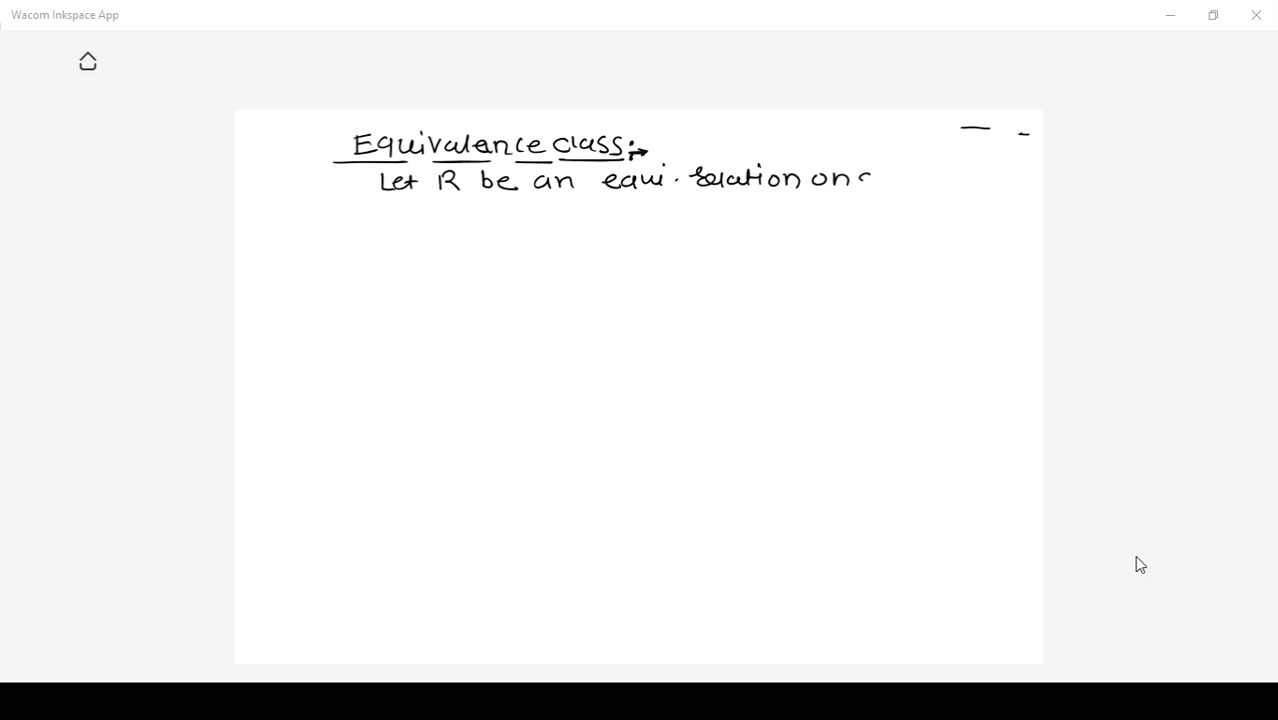 Wacom Inkspace App
Equivalence class:→
Let R be an equi. relation on